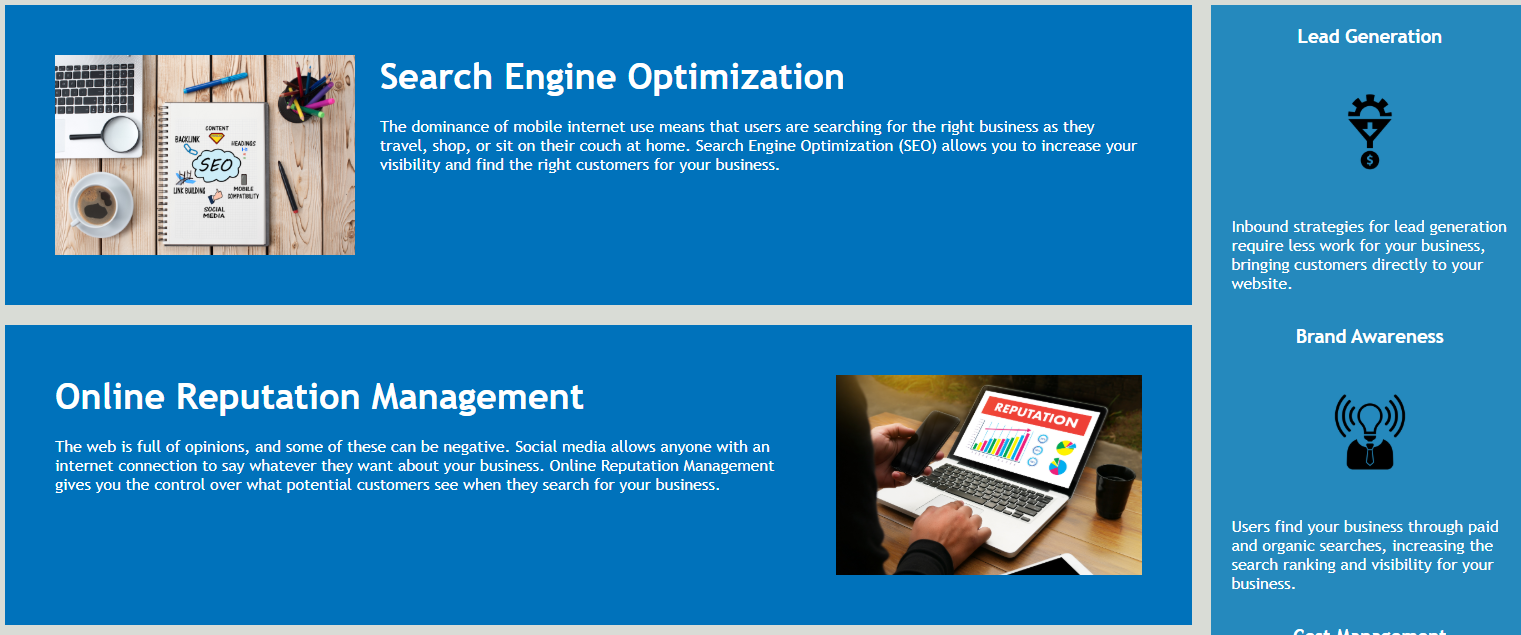 Search Engine Optimization
The dominance of mobile internet use means that users are searching for the right business as they
travel, shop, or sit on their couch at home. Search Engine Optimization (SEO) allows you to increase your
visibility and find the right customers for your business.
CONTENT
BACKLINK
HEADINGS
SEO
LINK BUILDING
MOBILE
COMPATIBILITY
SOCIAL
MEDIA
Online Reputation Management
The web is full of opinions, and some of these can be negative. Social media allows anyone with an
internet connection to say whatever they want about your business. Online Reputation Management
gives you the control over what potential customers see when they search for your business.
REPUTATION
Lead Generation
$
Inbound strategies for lead generation
require less work for your business,
bringing customers directly to your
website.
Brand Awareness
Users find your business through paid
and organic searches, increasing the
search ranking and visibility for your
business.
Cost Management